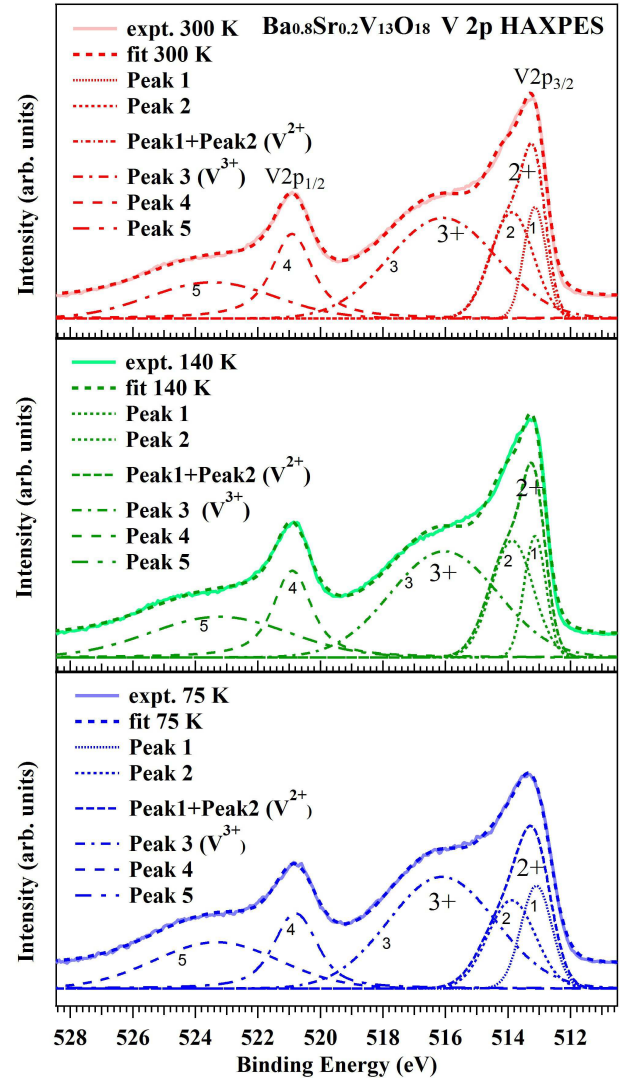 Ba0.8Sr0.2V13O18 V 2p HAXPES
expt. 300 K
fit 300 K
Peak 1
Peak 2
Peak1+Peak2 (V2+)
Peak 3 (V3+)
Peak 4
Peak 5
V2p3/2
V2p1/2
2+
3+
1
2
3
4
5
Intensity (arb. units)
expt. 140 K
fit 140 K
Peak 1
Peak 2
Peak1+Peak2 (V2+)
Peak 3 (V3+)
Peak 4
Peak 5
2+
3+
1
2
3
4
5
Intensity (arb. units)
expt. 75 K
fit 75 K
Peak 1
Peak 2
Peak1+Peak2 (V2+)
Peak 3 (V3+)
Peak 4
Peak 5
2+
3+
1
2
3
4
5
Intensity (arb. units)
528 526 524 522 520 518 516 514 512
Binding Energy (eV)